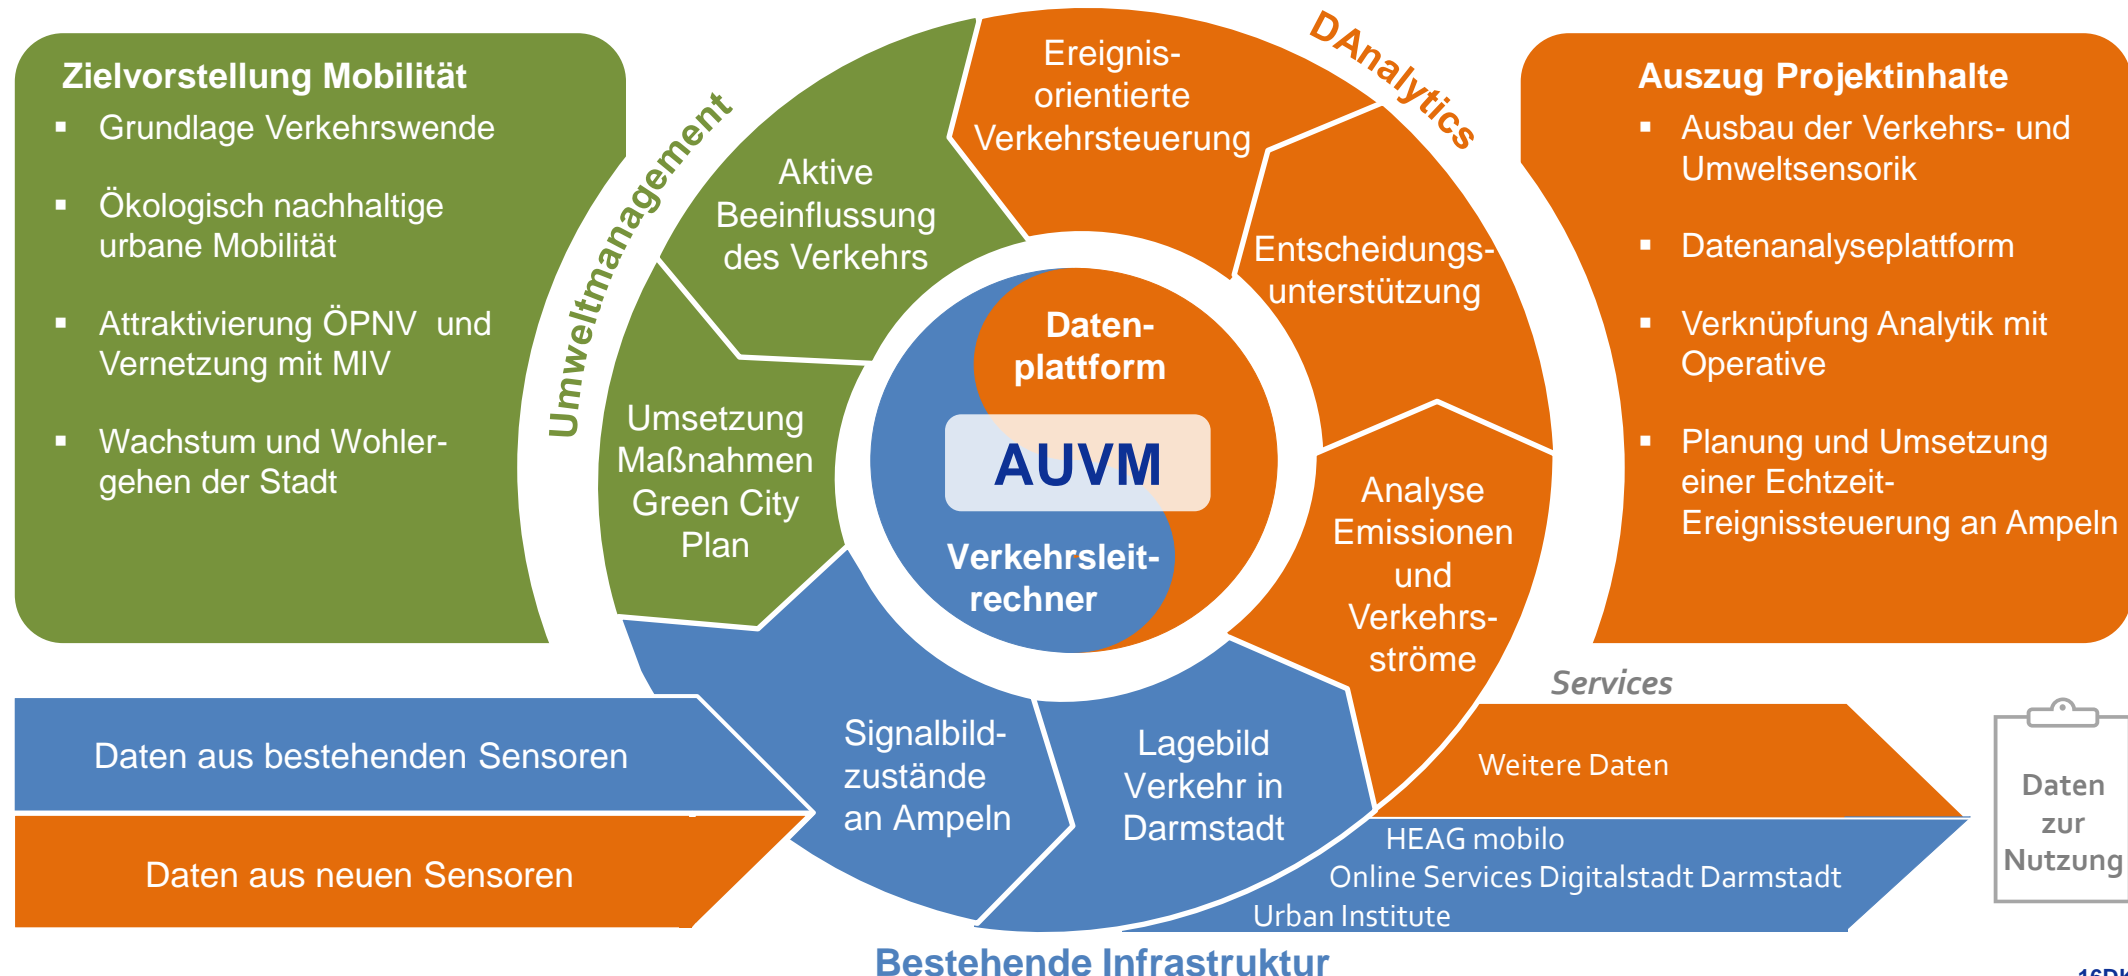 Zielvorstellung Mobilität
▪ Grundlage Verkehrswende
▪ Ökologisch nachhaltige
urbane Mobilität
▪ Attraktivierung ÖPNV und
Vernetzung mit MIV
▪ Wachstum und Wohler-
gehen der Stadt
Umweltmanagement
DAnalytics
Ereignis-
orientierte
Verkehrsteuerung
Aktive
Beeinflussung
des Verkehrs
Entscheidungs-
unterstützung
Umsetzung
Maßnahmen
Green City
Plan
Analyse
Emissionen
und
Verkehrs-
ströme
Daten-
plattform
AUVM
Verkehrsleit-
rechner
Signalbild-
zustände
an Ampeln
Lagebild
Verkehr in
Darmstadt
Auszug Projektinhalte
▪ Ausbau der Verkehrs- und
Umweltsensorik
▪ Datenanalyseplattform
▪ Verknüpfung Analytik mit
Operative
▪ Planung und Umsetzung
einer Echtzeit-
Ereignissteuerung an Ampeln
Daten aus bestehenden Sensoren
Daten aus neuen Sensoren
Services
Weitere Daten
HEAG mobilo
Online Services Digitalstadt Darmstadt
Urban Institute
Daten
zur
Nutzung
Bestehende Infrastruktur